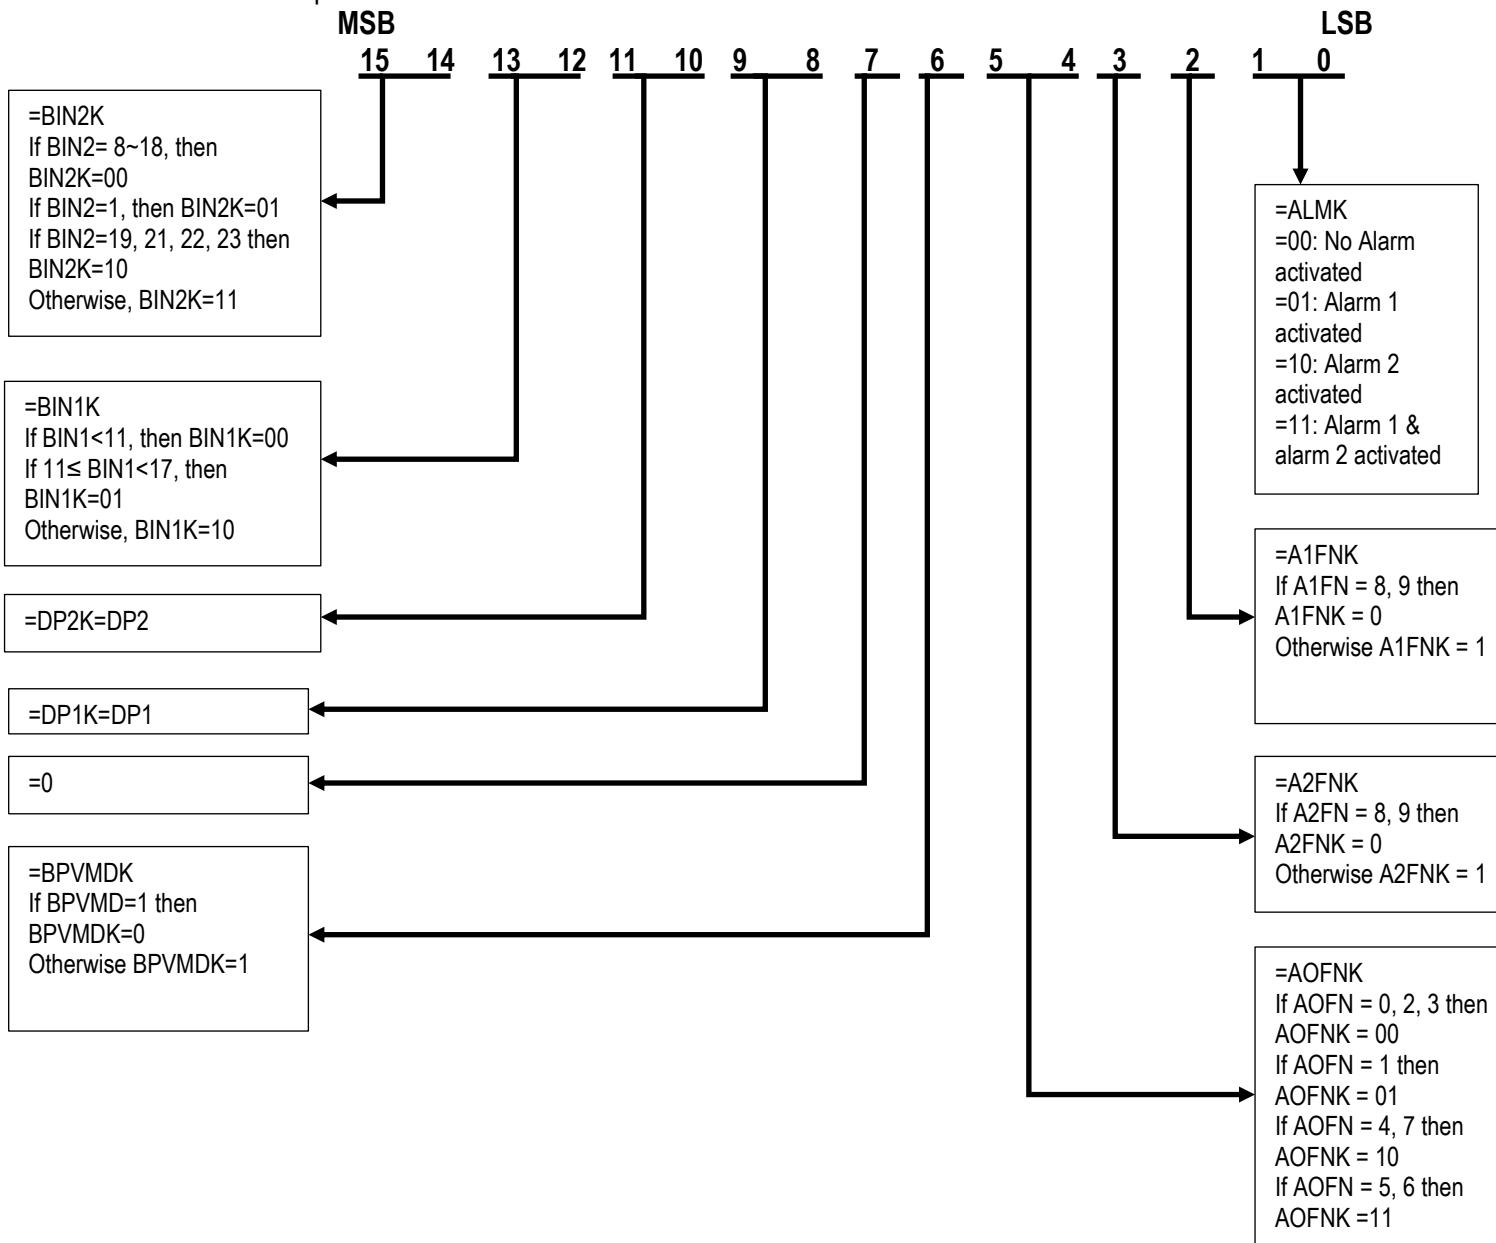 MSB
LSB
15 14 13 12 11 10 9 8 7 6 5 4 3 2 1 0
=BIN2K
If BIN2= 8~18, then
BIN2K=00
If BIN2=1, then BIN2K=01
If BIN2=19, 21, 22, 23 then
BIN2K=10
Otherwise, BIN2K=11
=BIN1K
If BIN1<11, then BIN1K=00
If 11≤ BIN1<17, then
BIN1K=01
Otherwise, BIN1K=10
=DP2K=DP2
=DP1K=DP1
=0
=BPVMDK
If BPVMD=1 then
BPVMDK=0
Otherwise BPVMDK=1
=ALMK
=00: No Alarm
activated
=01: Alarm 1
activated
=10: Alarm 2
activated
=11: Alarm 1 &
alarm 2 activated
=A1FNK
If A1FN = 8, 9 then
A1FNK = 0
Otherwise A1FNK = 1
=A2FNK
If A2FN = 8, 9 then
A2FNK = 0
Otherwise A2FNK = 1
=AOFNK
If AOFN = 0, 2, 3 then
AOFNK = 00
If AOFN = 1 then
AOFNK = 01
If AOFN = 4, 7 then
AOFNK = 10
If AOFN = 5, 6 then
AOFNK =11